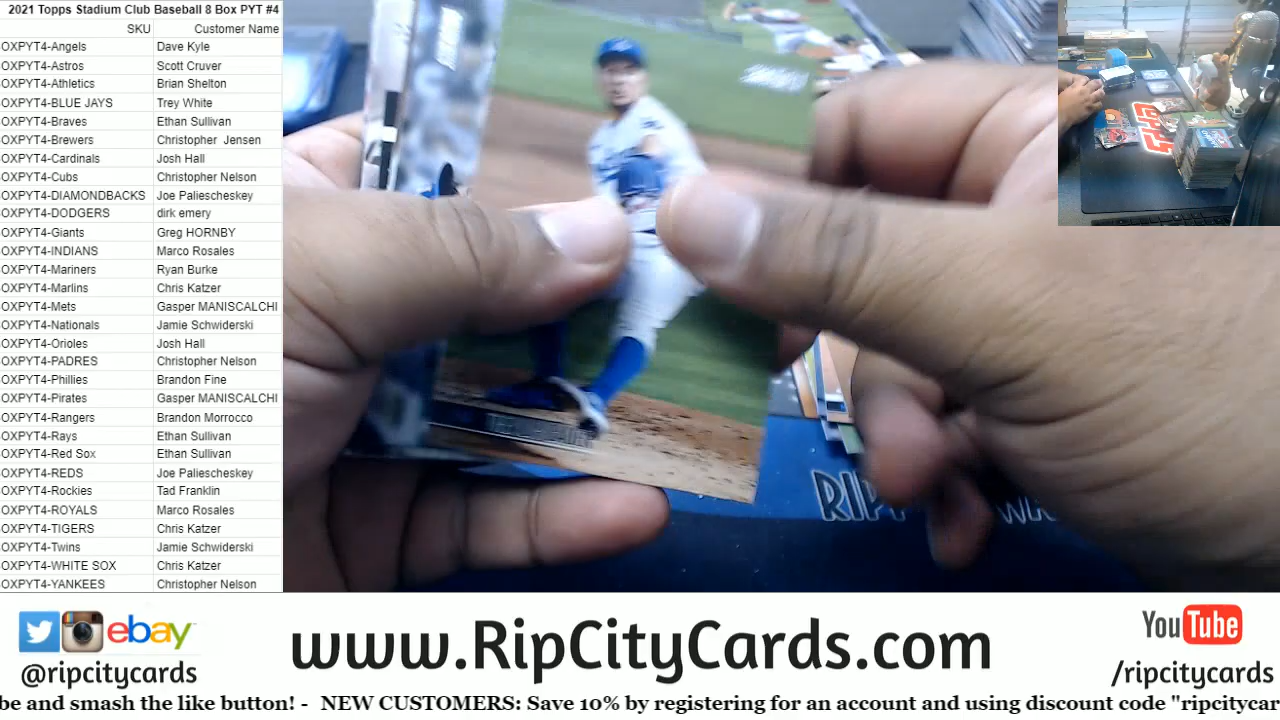 2021 Topps Stadium Club Baseball 8 Box PYT #4
SKU Customer Name
OXPYT4-Angels Dave Kyle
OXPYT4-Astros Scott Cruver
OXPYT4-Athletics Brian Shelton
OXPYT4-BLUE JAYS Trey White
OXPYT4-Braves Ethan Sullivan
OXPYT4-Brewers Christopher Jensen
OXPYT4-Cardinals Josh Hall
OXPYT4-Cubs Christopher Nelson
OXPYT4-DIAMONDBACKS Joe Paliescheskey
OXPYT4-DODGERS dirk emery
OXPYT4-Giants Greg HORNBY
OXPYT4-INDIANS Marco Rosales
OXPYT4-Mariners Ryan Burke
OXPYT4-Marlins Chris Katzer
OXPYT4-Mets Gasper MANISCALCHI
OXPYT4-Nationals Jamie Schwiderski
OXPYT4-Orioles Josh Hall
OXPYT4-PADRES Christopher Nelson
OXPYT4-Phillies Brandon Fine
OXPYT4-Pirates Gasper MANISCALCHI
OXPYT4-Rangers Brandon Morrocco
OXPYT4-Rays Ethan Sullivan
OXPYT4-Red Sox Ethan Sullivan
OXPYT4-REDS Joe Paliescheskey
OXPYT4-Rockies Tad Franklin
OXPYT4-ROYALS Marco Rosales
OXPYT4-TIGERS Chris Katzer
OXPYT4-Twins Jamie Schwiderski
OXPYT4-WHITE SOX Chris Katzer
OXPYT4-YANKEES Christopher Nelson
ebay
@ripcitycards
www.RipCityCards.com
YouTube
/ripcitycards
be and smash the like button! - NEW CUSTOMERS: Save 10% by registering for an account and using discount code "ripcitycar